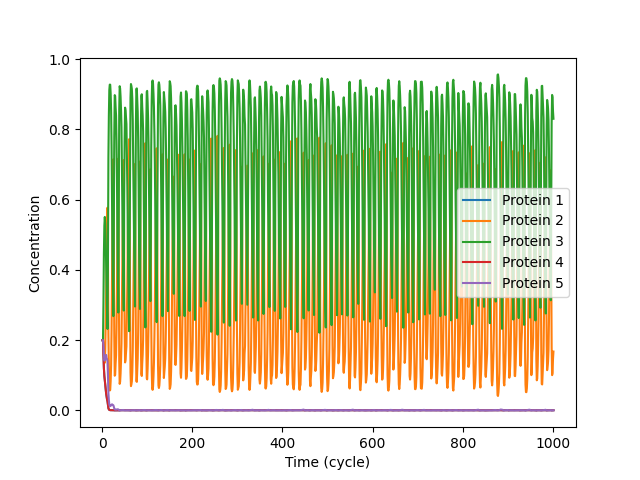 1.0
0.8
0.6
0.4
0.2
0.0
Concentration
Protein 1
Protein 2
Protein 3
Protein 4
Protein 5
0
200
400
600
800
1000
Time (cycle)